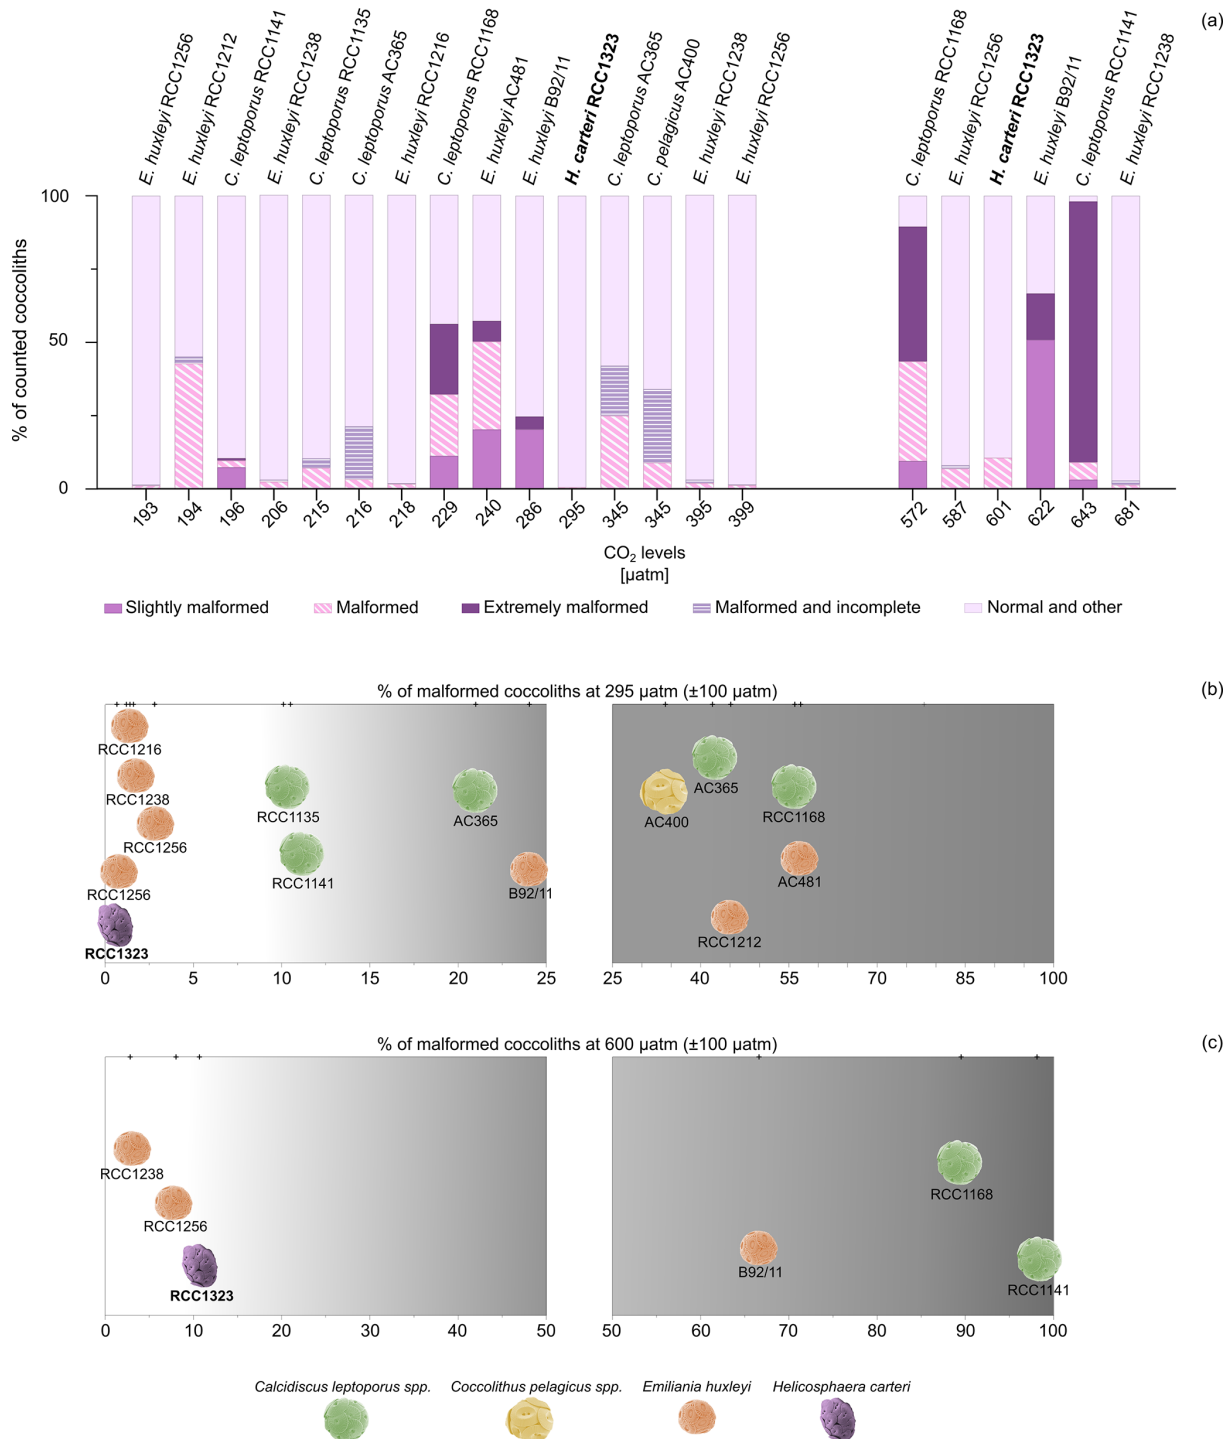 (a)
E. huxleyi RCC1256
E. huxleyi RCC1212
C. leptoporus RCC1141
E. huxleyi RCC1238
C. leptoporus RCC1135
C. leptoporus AC365
E. huxleyi RCC1216
C. leptoporus RCC1168
E. huxleyi AC481
E. huxleyi B92/11
H. carteri RCC1323
C. leptoporus AC365
C. pelagicus AC400
E. huxleyi RCC1238
E. huxleyi RCC1256
C. leptoporus RCC1168
E. huxleyi RCC1256
H. carteri RCC1323
E. huxleyi B92/11
C. leptoporus RCC1141
E. huxleyi RCC1238
% of counted coccoliths
100
50
0
193 194 196 206 215 216 218 229 240 286 295 345 345 395 399 572 587 601 622 643 681
CO2 levels
[µatm]
Slightly malformed Malformed Extremely malformed Malformed and incomplete Normal and other
(b)
% of malformed coccoliths at 295 µatm (±100 µatm)
RCC1216
RCC1238
RCC1256
RCC1256
RCC1323
RCC1135
RCC1141
AC365
B92/11
AC400
AC365
RCC1168
AC481
RCC1212
0 5 10 15 20 25 25 40 55 70 85 100
(c)
% of malformed coccoliths at 600 µatm (±100 µatm)
RCC1238
RCC1256
RCC1323
B92/11
RCC1168
RCC1141
0 10 20 30 40 50 50 60 70 80 90 100
Calcidiscus leptoporus spp. Coccolithus pelagicus spp. Emiliania huxleyi Helicosphaera carteri